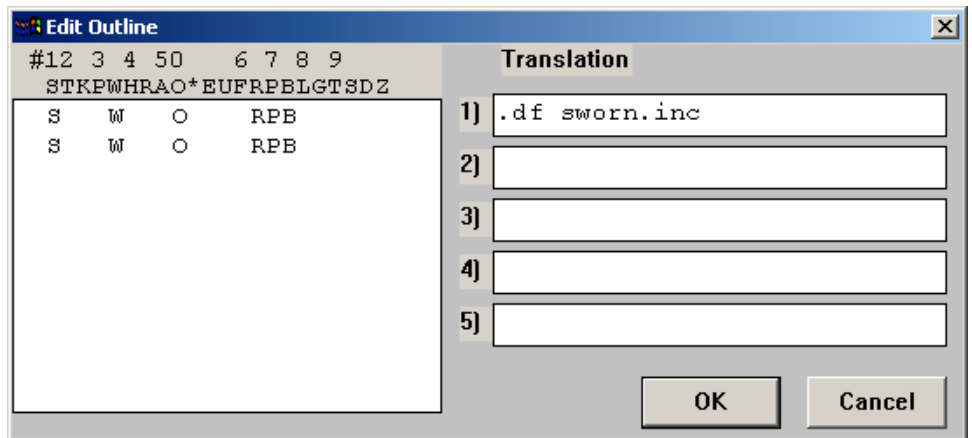 Edit Outline
#12 3 4 50 6 7 8 9
STKPWHRAO*EUFRPBLGTSDZ
S W O RPB
S W O RPB
Translation
1) .df sworn.inc
2)
3)
4)
5)
OK Cancel